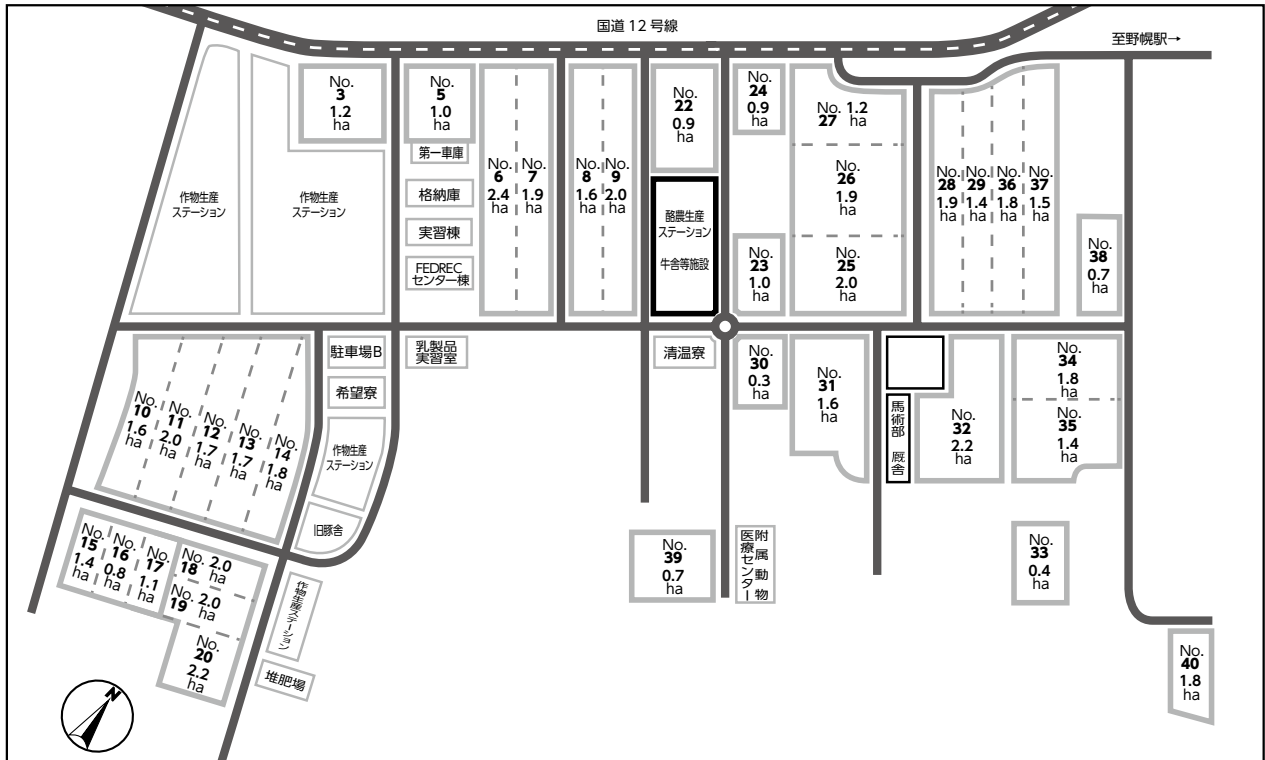 国道 12 号線
至野幌駅→
No.
3
1.2
ha
No.
5
1.0
ha
第一車庫
格納庫
実習棟
FEDREC
センター棟
作物生産
ステーション
作物生産
ステーション
No.
6
2.4
ha
No.
7
1.9
ha
No.
8
1.6
ha
No.
9
2.0
ha
No.
22
0.9
ha
酪農生産
ステーション
牛舎等施設
No.
24
0.9
ha
No.
23
1.0
ha
No. 1.2
27 ha
No.
26
1.9
ha
No.
25
2.0
ha
No.
28
1.9
ha
No.
29
1.4
ha
No.
36
1.8
ha
No.
37
1.5
ha
No.
38
0.7
ha
No.
10
1.6
ha
No.
11
2.0
ha
No.
12
1.7
ha
No.
13
1.7
ha
No.
14
1.8
ha
駐車場B
希望寮
作物生産
ステーション
旧豚舎
乳製品
実習室
清温寮
No.
30
0.3
ha
No.
31
1.6
ha
馬術部 厩舎
No.
32
2.2
ha
No.
34
1.8
ha
No.
35
1.4
ha
No.
15
1.4
ha
No.
16
0.8
ha
No.
17
1.1
ha
No. 2.0
18 ha
No. 2.0
19 ha
No.
20
2.2
ha
作物生産ステーション
堆肥場
No.
39
0.7
ha
附属動物
医療センター
No.
33
0.4
ha
No.
40
1.8
ha
N